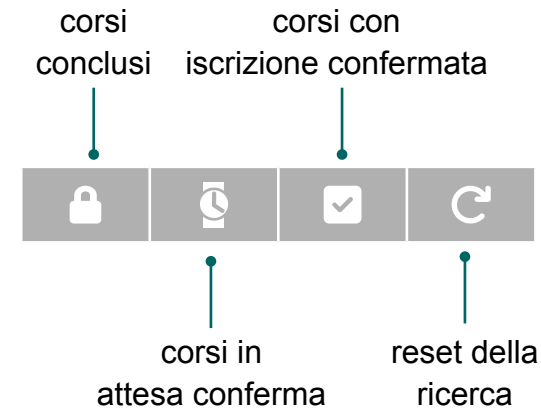 corsi
conclusi
corsi con
iscrizione confermata
corsi in
attesa conferma
reset della
ricerca